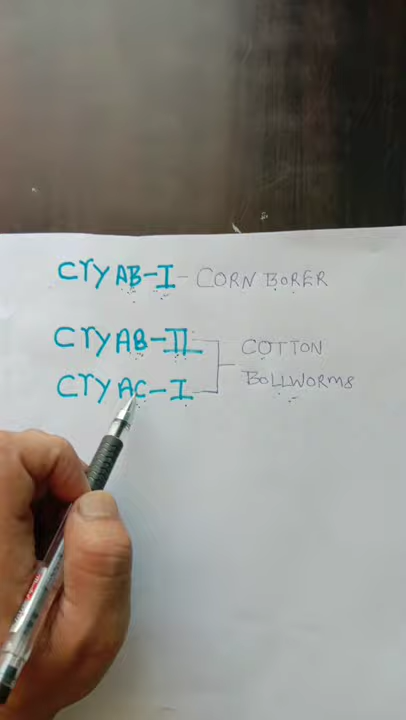 CrY AB-I - CORN BORER
CrY AB-II
COTTON
CrY AC-I
BOLLWORMS